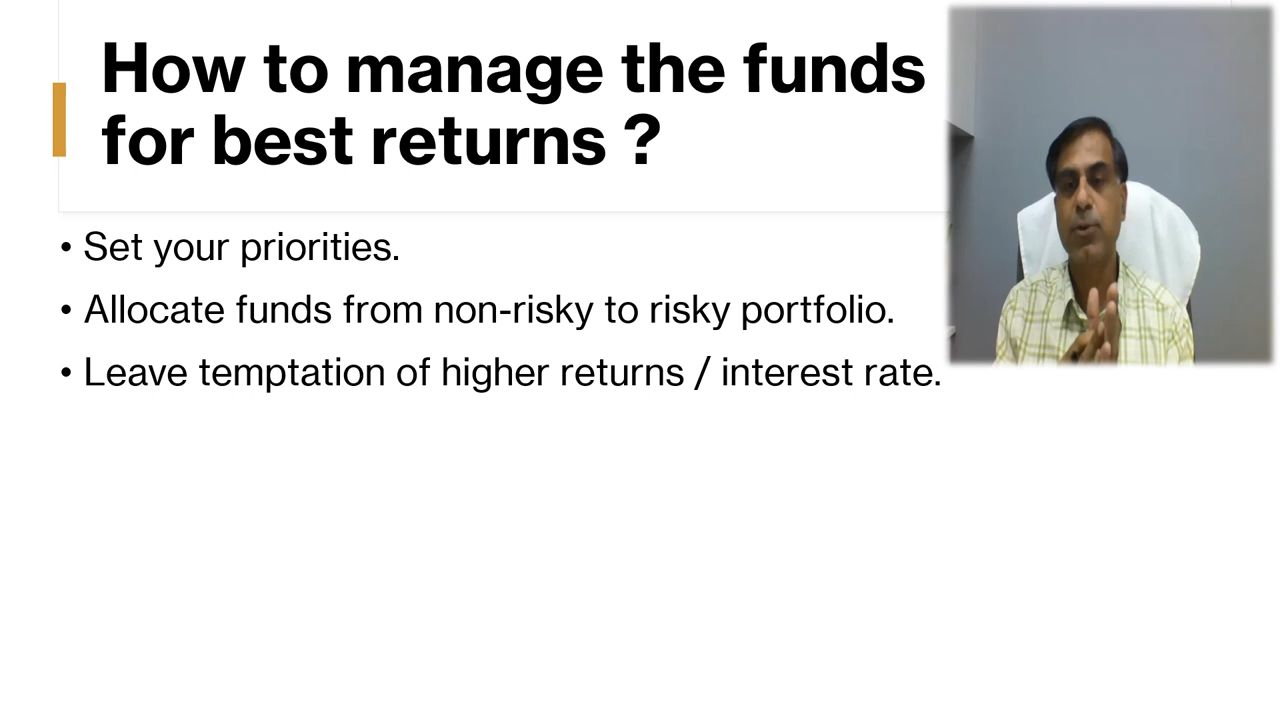 How to manage the funds
for best returns ?
• Set your priorities.
• Allocate funds from non-risky to risky portfolio.
• Leave temptation of higher returns / interest rate.